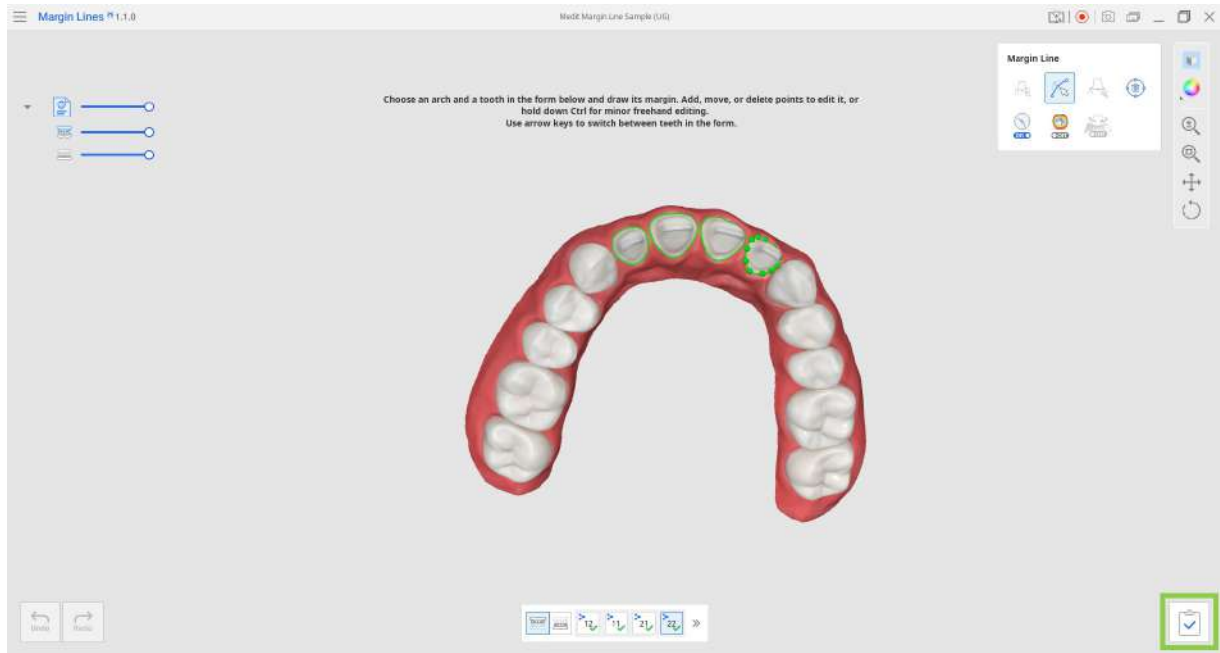 Margin Lines 1.1.0
Medit Margin Line Sample (UG)
Margin Line
Choose an arch and a tooth in the form below and draw its margin. Add, move, or delete points to edit it, or
hold down Ctrl for minor freehand editing.
Use arrow keys to switch between teeth in the form.
Undo
Redo
12
11
21
22